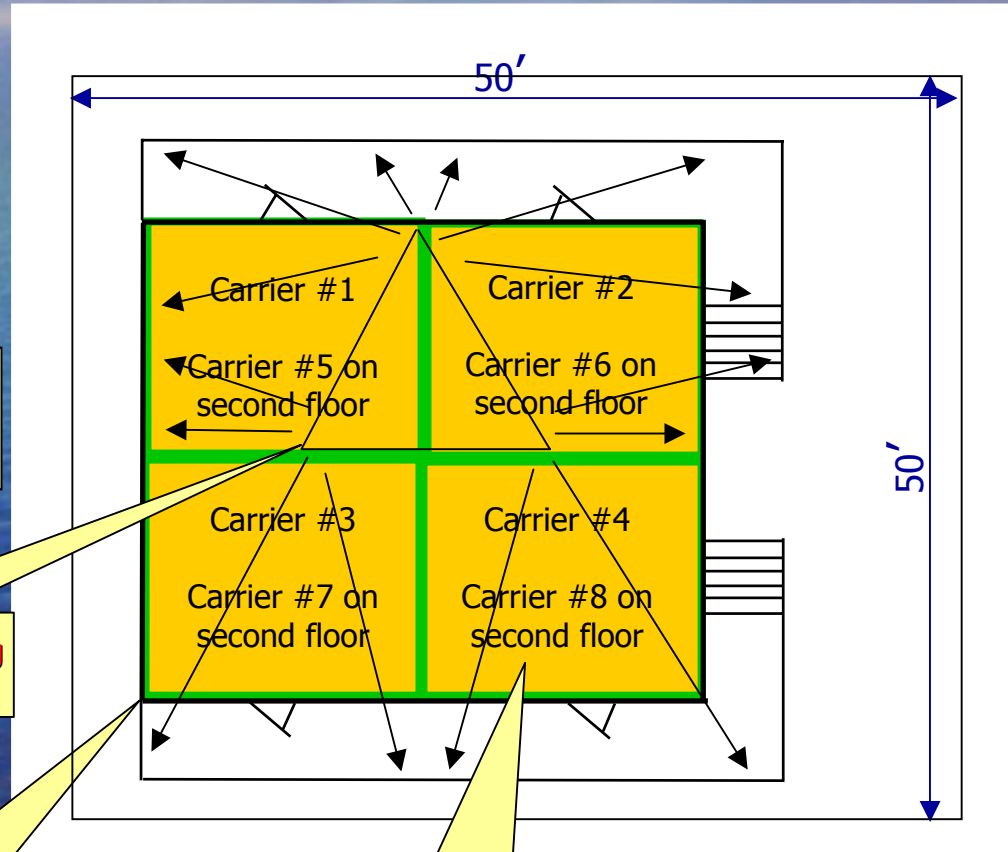 50′
Carrier #1
Carrier #2
Carrier #5 on
second floor
Carrier #6 on
second floor
50′
Carrier #3
Carrier #4
Carrier #7 on
second floor
Carrier #8 on
second floor